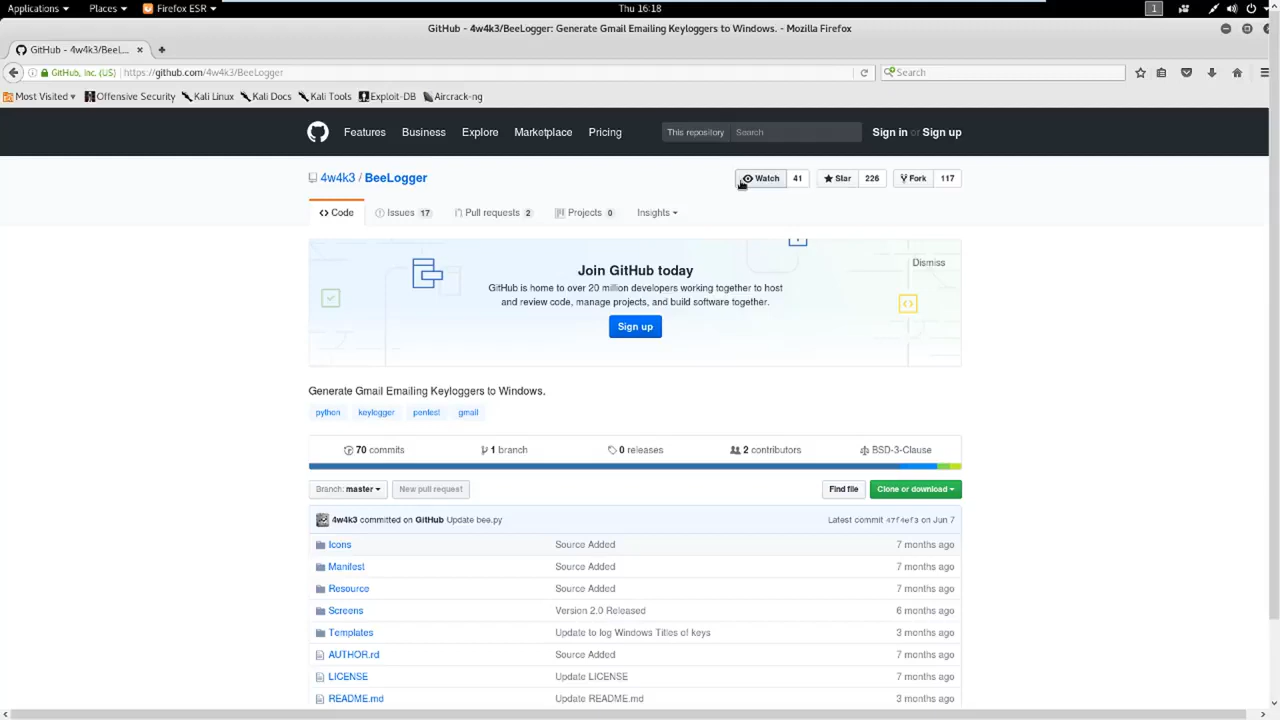 Applications ▾ Places ▾ Firefox ESR ▾ Thu 16:18 1
GitHub - 4w4k3/BeeLogger: Generate Gmail Emailing Keyloggers to Windows. - Mozilla Firefox
GitHub - 4w4k3/BeeL... × +
GitHub, Inc. (US) https://github.com/4w4k3/BeeLogger Search
Most Visited ▾ Offensive Security Kali Linux Kali Docs Kali Tools Exploit-DB Aircrack-ng
Features Business Explore Marketplace Pricing This repository Search Sign in or Sign up
4w4k3 / BeeLogger Watch 41 Star 226 Fork 117
<> Code Issues 17 Pull requests 2 Projects 0 Insights ▾
Dismiss
Join GitHub today
GitHub is home to over 20 million developers working together to host
and review code, manage projects, and build software together.
Sign up
Generate Gmail Emailing Keyloggers to Windows.
python keylogger pentest gmail
70 commits 1 branch 0 releases 2 contributors BSD-3-Clause
Branch: master ▾ New pull request Find file Clone or download ▾
4w4k3 committed on GitHub Update bee.py Latest commit 47f4ef3 on Jun 7
Icons Source Added 7 months ago
Manifest Source Added 7 months ago
Resource Source Added 7 months ago
Screens Version 2.0 Released 6 months ago
Templates Update to log Windows Titles of keys 3 months ago
AUTHOR.rd Source Added 7 months ago
LICENSE Update LICENSE 7 months ago
README.md Update README.md 3 months ago